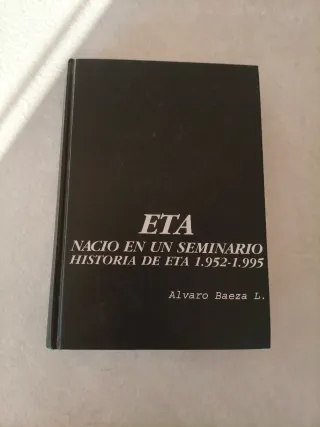 ETA
NACIO EN UN SEMINARIO
HISTORIA DE ETA 1.952-1.995
Alvaro Baeza L.